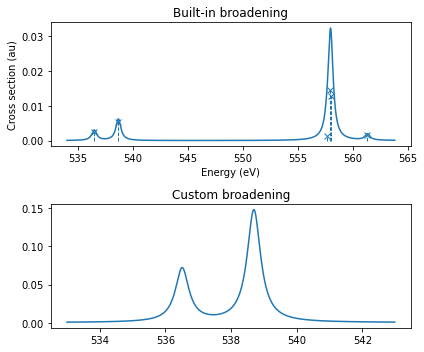 Built-in broadening
Cross section (au)
0.03
0.02
0.01
0.00
535 540 545 550 555 560 565
Energy (eV)
Custom broadening
0.15
0.10
0.05
0.00
534 536 538 540 542